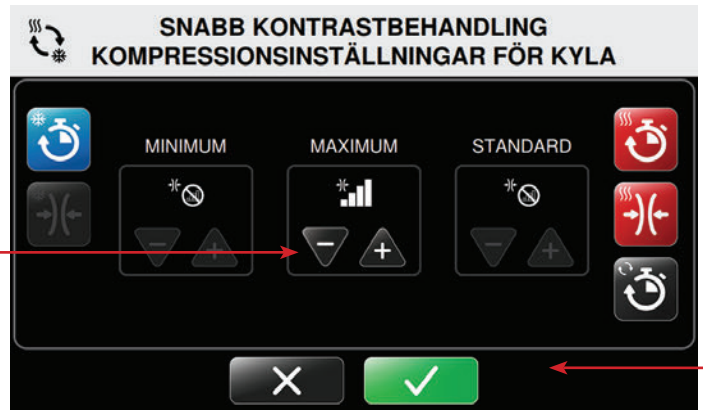 SNABB KONTRASTBEHANDLING
KOMPRESSIONSINSTÄLLNINGAR FÖR KYLA
MINIMUM MAXIMUM STANDARD